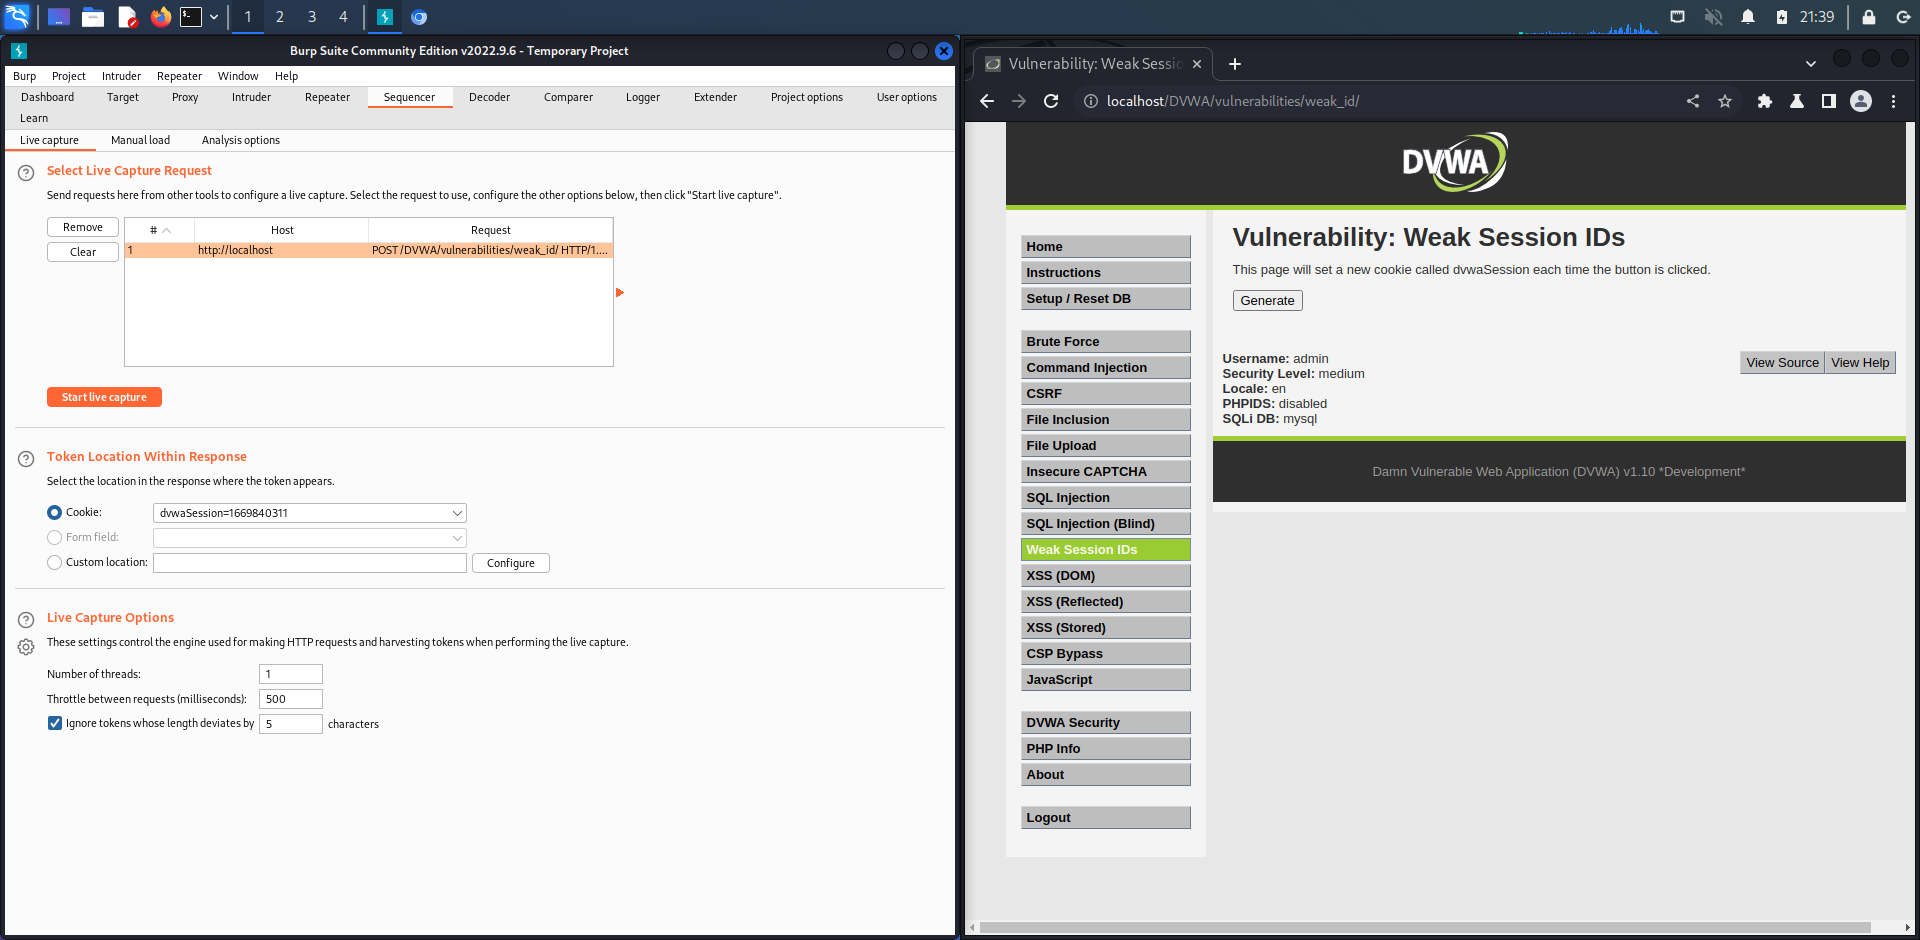 1 2 3 4
21:39
Burp Suite Community Edition v2022.9.6 - Temporary Project
Burp Project Intruder Repeater Window Help
Dashboard Target Proxy Intruder Repeater Sequencer Decoder Comparer Logger Extender Project options User options
Learn
Live capture Manual load Analysis options
Select Live Capture Request
Send requests here from other tools to configure a live capture. Select the request to use, configure the other options below, then click "Start live capture".
Remove
Clear
# Host Request
1 http://localhost POST /DVWA/vulnerabilities/weak_id/ HTTP/1....
Start live capture
Token Location Within Response
Select the location in the response where the token appears.
Cookie: dvwaSession=1669840311
Form field:
Custom location: Configure
Live Capture Options
These settings control the engine used for making HTTP requests and harvesting tokens when performing the live capture.
Number of threads: 1
Throttle between requests (milliseconds): 500
Ignore tokens whose length deviates by 5 characters
Vulnerability: Weak Sessio
localhost/DVWA/vulnerabilities/weak_id/
DVWA
Home
Instructions
Setup / Reset DB
Brute Force
Command Injection
CSRF
File Inclusion
File Upload
Insecure CAPTCHA
SQL Injection
SQL Injection (Blind)
Weak Session IDs
XSS (DOM)
XSS (Reflected)
XSS (Stored)
CSP Bypass
JavaScript
DVWA Security
PHP Info
About
Logout
Vulnerability: Weak Session IDs
This page will set a new cookie called dvwaSession each time the button is clicked.
Generate
Username: admin
Security Level: medium
Locale: en
PHPIDS: disabled
SQLi DB: mysql
View Source View Help
Damn Vulnerable Web Application (DVWA) v1.10 *Development*